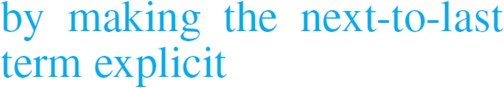 by making the next-to-last
term explicit